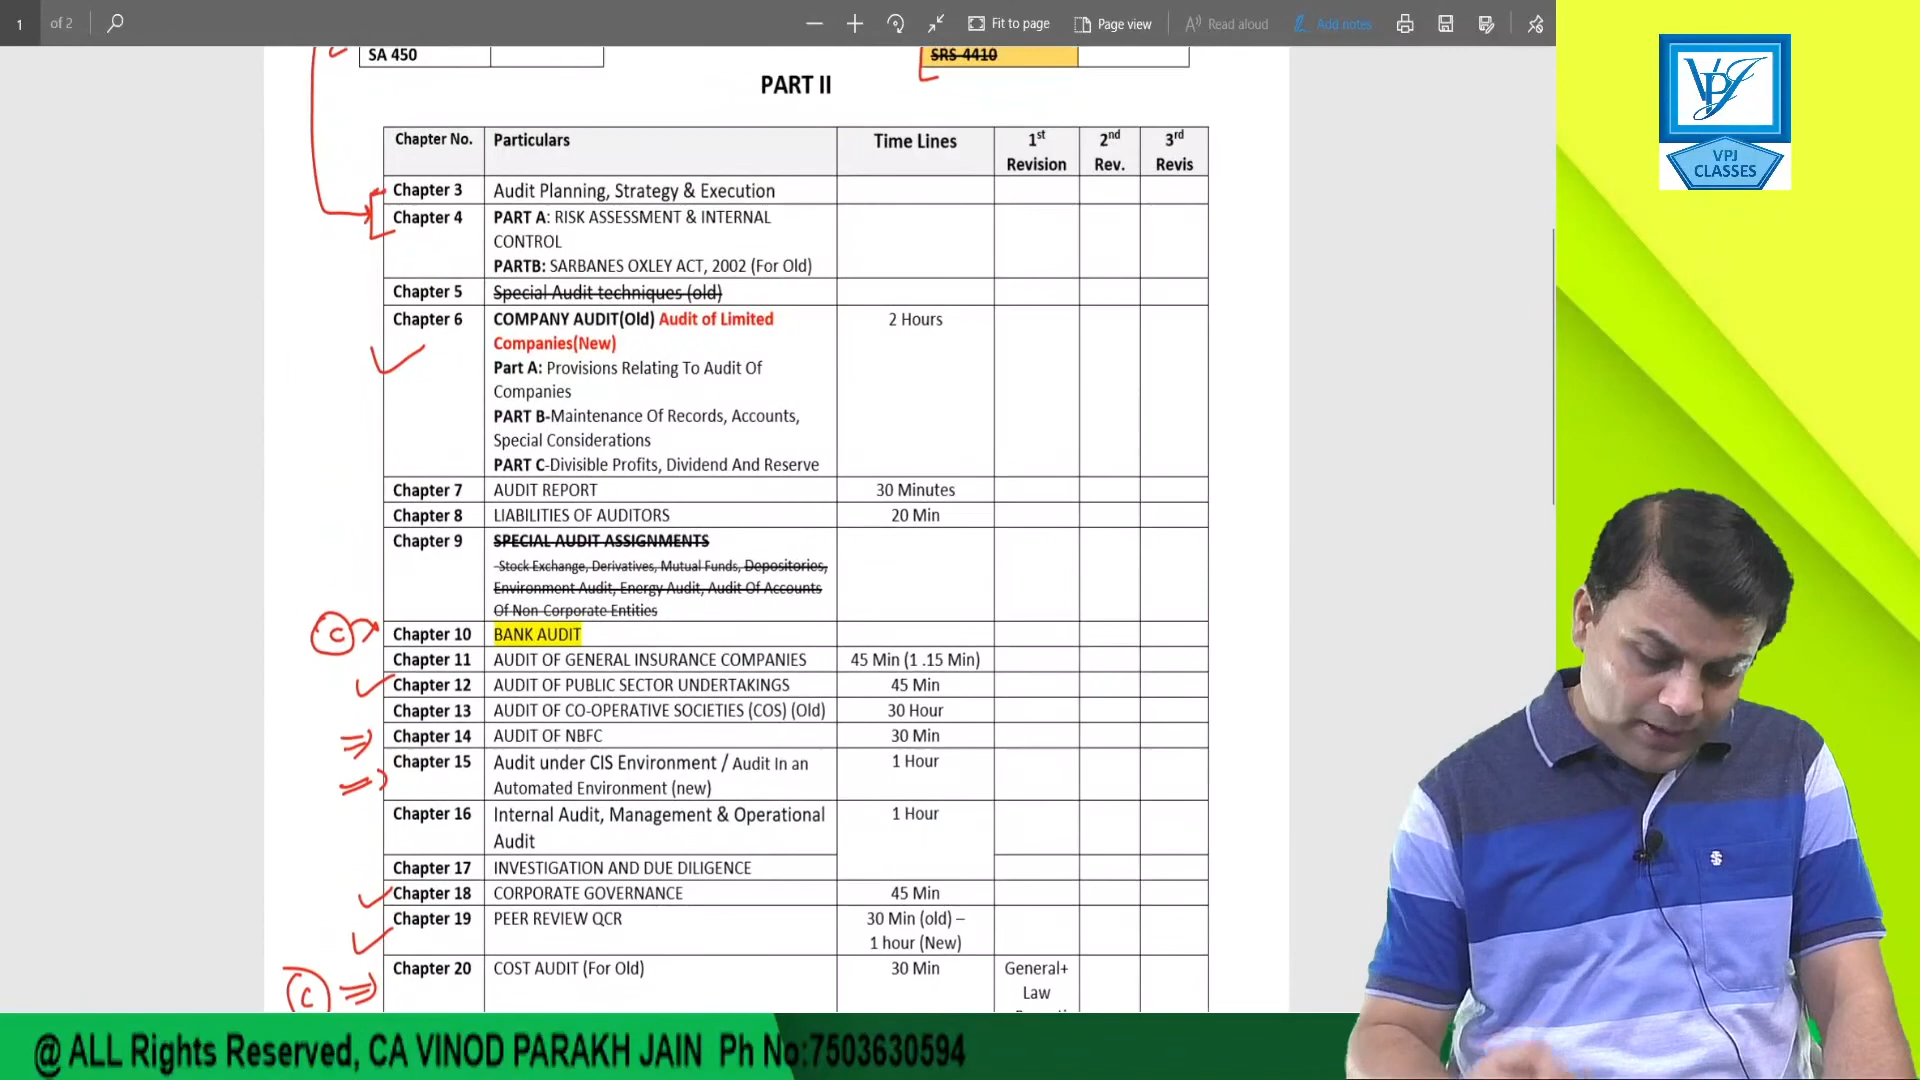 1 of 2 Fit to page Page view Read aloud Add notes
SA 450 SRS 4410
PART II
Chapter No. Particulars Time Lines 1st Revision 2nd Rev. 3rd Revis
Chapter 3 Audit Planning, Strategy & Execution
Chapter 4 PART A: RISK ASSESSMENT & INTERNAL
CONTROL
PARTB: SARBANES OXLEY ACT, 2002 (For Old)
Chapter 5 Special Audit techniques (old)
Chapter 6 COMPANY AUDIT(Old) Audit of Limited 2 Hours
Companies(New)
Part A: Provisions Relating To Audit Of
Companies
PART B-Maintenance Of Records, Accounts,
Special Considerations
PART C-Divisible Profits, Dividend And Reserve
Chapter 7 AUDIT REPORT 30 Minutes
Chapter 8 LIABILITIES OF AUDITORS 20 Min
Chapter 9 SPECIAL AUDIT ASSIGNMENTS
-Stock Exchange, Derivatives, Mutual Funds, Depositories,
Environment Audit, Energy Audit, Audit Of Accounts
Of Non-Corporate Entities
C Chapter 10 BANK AUDIT
Chapter 11 AUDIT OF GENERAL INSURANCE COMPANIES 45 Min (1 .15 Min)
Chapter 12 AUDIT OF PUBLIC SECTOR UNDERTAKINGS 45 Min
Chapter 13 AUDIT OF CO-OPERATIVE SOCIETIES (COS) (Old) 30 Hour
Chapter 14 AUDIT OF NBFC 30 Min
Chapter 15 Audit under CIS Environment / Audit In an 1 Hour
Automated Environment (new)
Chapter 16 Internal Audit, Management & Operational 1 Hour
Audit
Chapter 17 INVESTIGATION AND DUE DILIGENCE
Chapter 18 CORPORATE GOVERNANCE 45 Min
Chapter 19 PEER REVIEW QCR 30 Min (old) –
1 hour (New)
C Chapter 20 COST AUDIT (For Old) 30 Min General+
Law
VPJ
VPJ
CLASSES
@ ALL Rights Reserved, CA VINOD PARAKH JAIN Ph No:7503630594